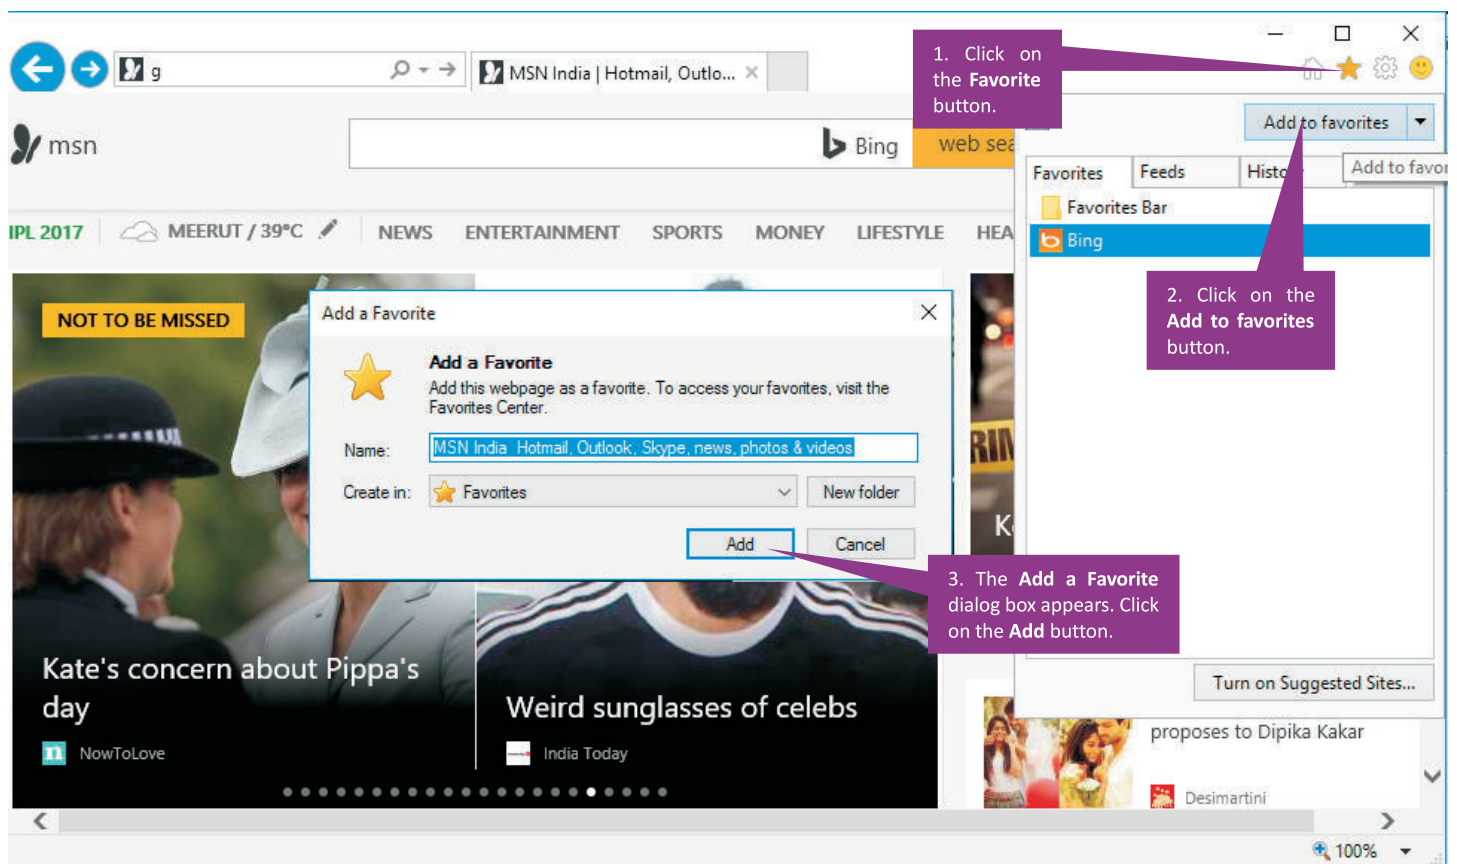 g
MSN India | Hotmail, Outlo...
1. Click on
the Favorite
button.
msn
Bing
web sea
Add to favorites
Favorites
Feeds
History
Add to favor
Favorites Bar
Bing
IPL 2017
MEERUT / 39°C
NEWS
ENTERTAINMENT
SPORTS
MONEY
LIFESTYLE
HEA
2. Click on the
Add to favorites
button.
NOT TO BE MISSED
Add a Favorite
Add a Favorite
Add this webpage as a favorite. To access your favorites, visit the
Favorites Center.
Name:
MSN India Hotmail, Outlook, Skype, news, photos & videos
Create in:
Favorites
New folder
Add
Cancel
RIM
K
3. The Add a Favorite
dialog box appears. Click
on the Add button.
Kate's concern about Pippa's
day
NowToLove
Weird sunglasses of celebs
India Today
Turn on Suggested Sites...
proposes to Dipika Kakar
Desimartini
100%